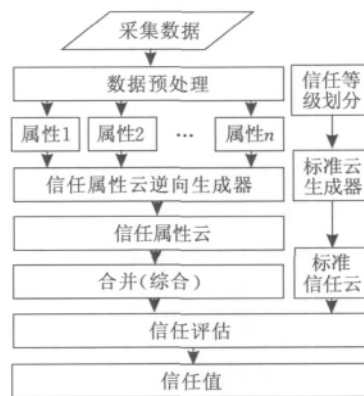 采集数据
数据预处理
信任等
级划分
属性1 属性2 … 属性n
信任属性云逆向生成器
标准云
生成器
信任属性云
合并(综合)
标准
信任云
信任评估
信任值